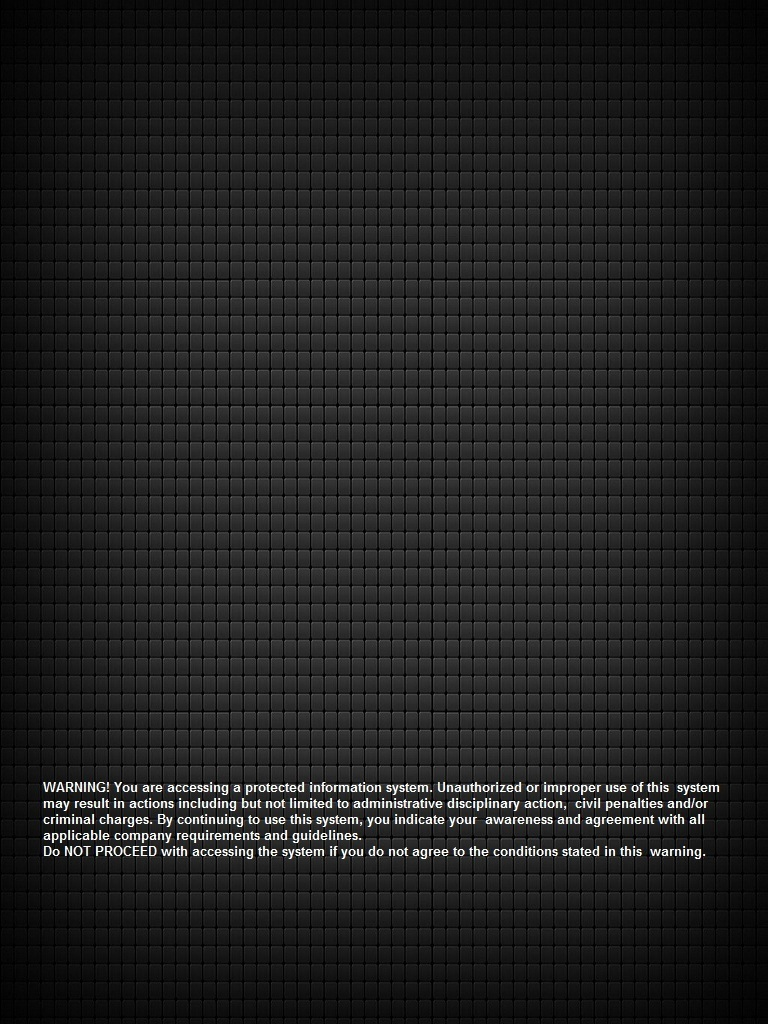 WARNING! You are accessing a protected information system. Unauthorized or improper use of this  system
may result in actions including but not limited to administrative disciplinary action,  civil penalties and/or
criminal charges. By continuing to use this system, you indicate your  awareness and agreement with all
applicable company requirements and guidelines.
Do NOT PROCEED with accessing the system if you do not agree to the conditions stated in this  warning.